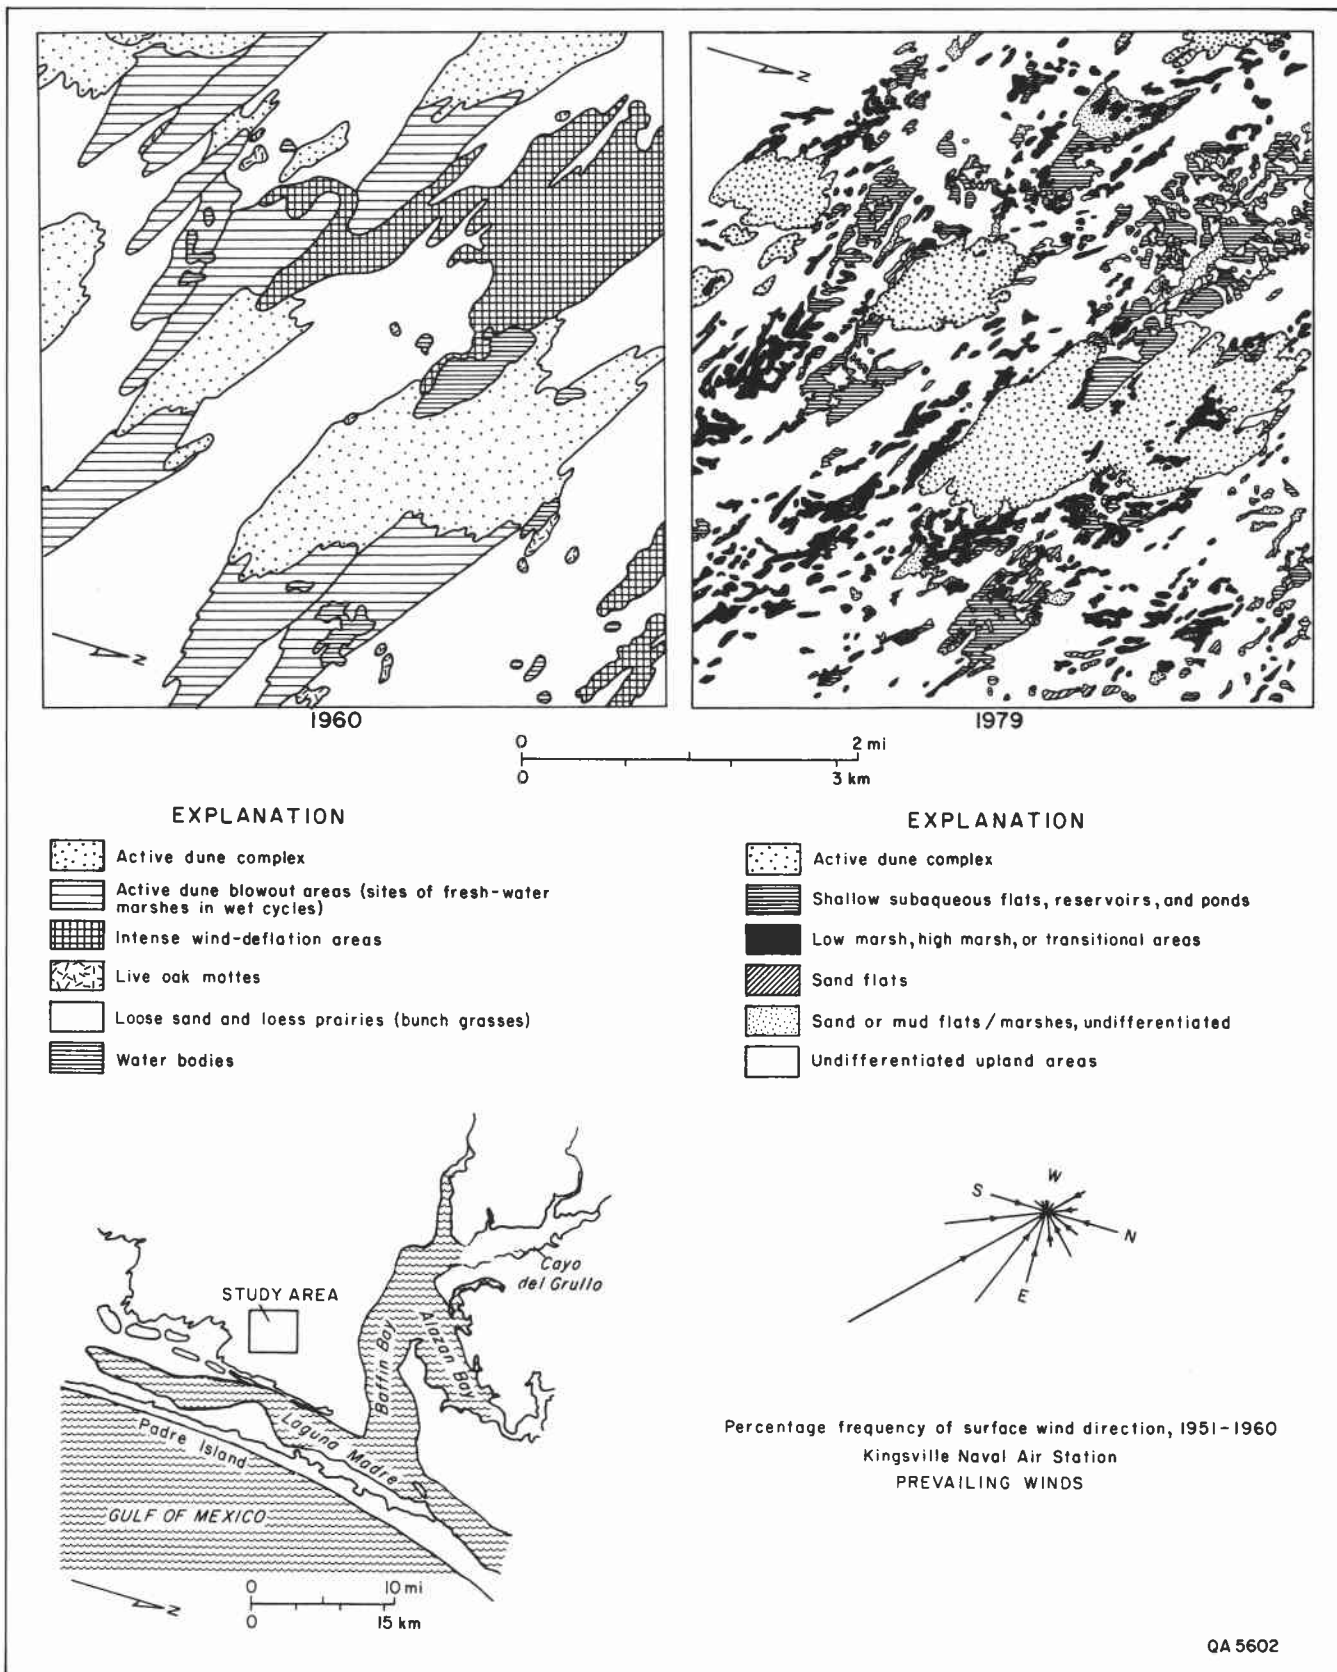 N
N
1960
1979
0 2 mi
0 3 km
EXPLANATION
Active dune complex
Active dune blowout areas (sites of fresh-water
marshes in wet cycles)
Intense wind-deflation areas
Live oak mottes
Loose sand and loess prairies (bunch grasses)
Water bodies
EXPLANATION
Active dune complex
Shallow subaqueous flats, reservoirs, and ponds
Low marsh, high marsh, or transitional areas
Sand flats
Sand or mud flats/marshes, undifferentiated
Undifferentiated upland areas
STUDY AREA
Cayo
del Grullo
Baffin Bay
Alazan Bay
Laguna Madre
Padre Island
GULF OF MEXICO
N
0 10 mi
0 15 km
W
S
N
E
Percentage frequency of surface wind direction, 1951-1960
Kingsville Naval Air Station
PREVAILING WINDS
QA 5602